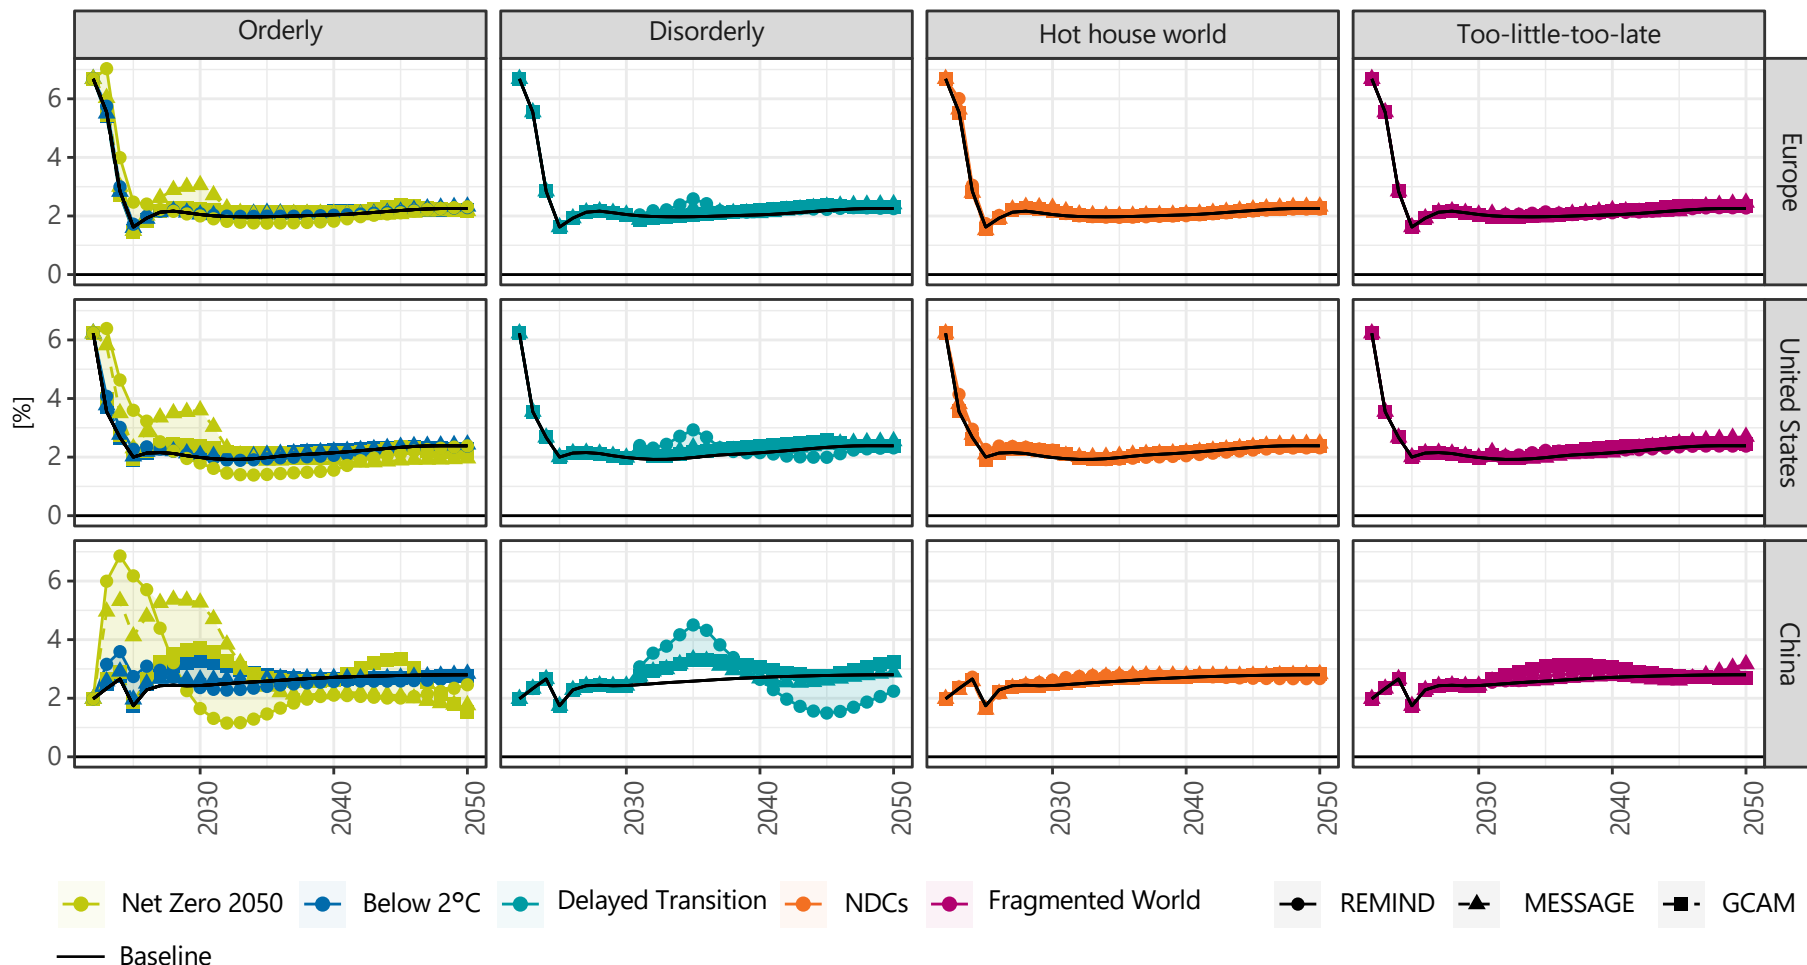 Orderly Disorderly Hot house world Too-little-too-late
6
4
2
0
Europe
[%]
6
4
2
0
United States
6
4
2
0
China
2030 2040 2050 2030 2040 2050 2030 2040 2050 2030 2040 2050
Net Zero 2050 Below 2°C Delayed Transition NDCs Fragmented World REMIND MESSAGE GCAM
Baseline